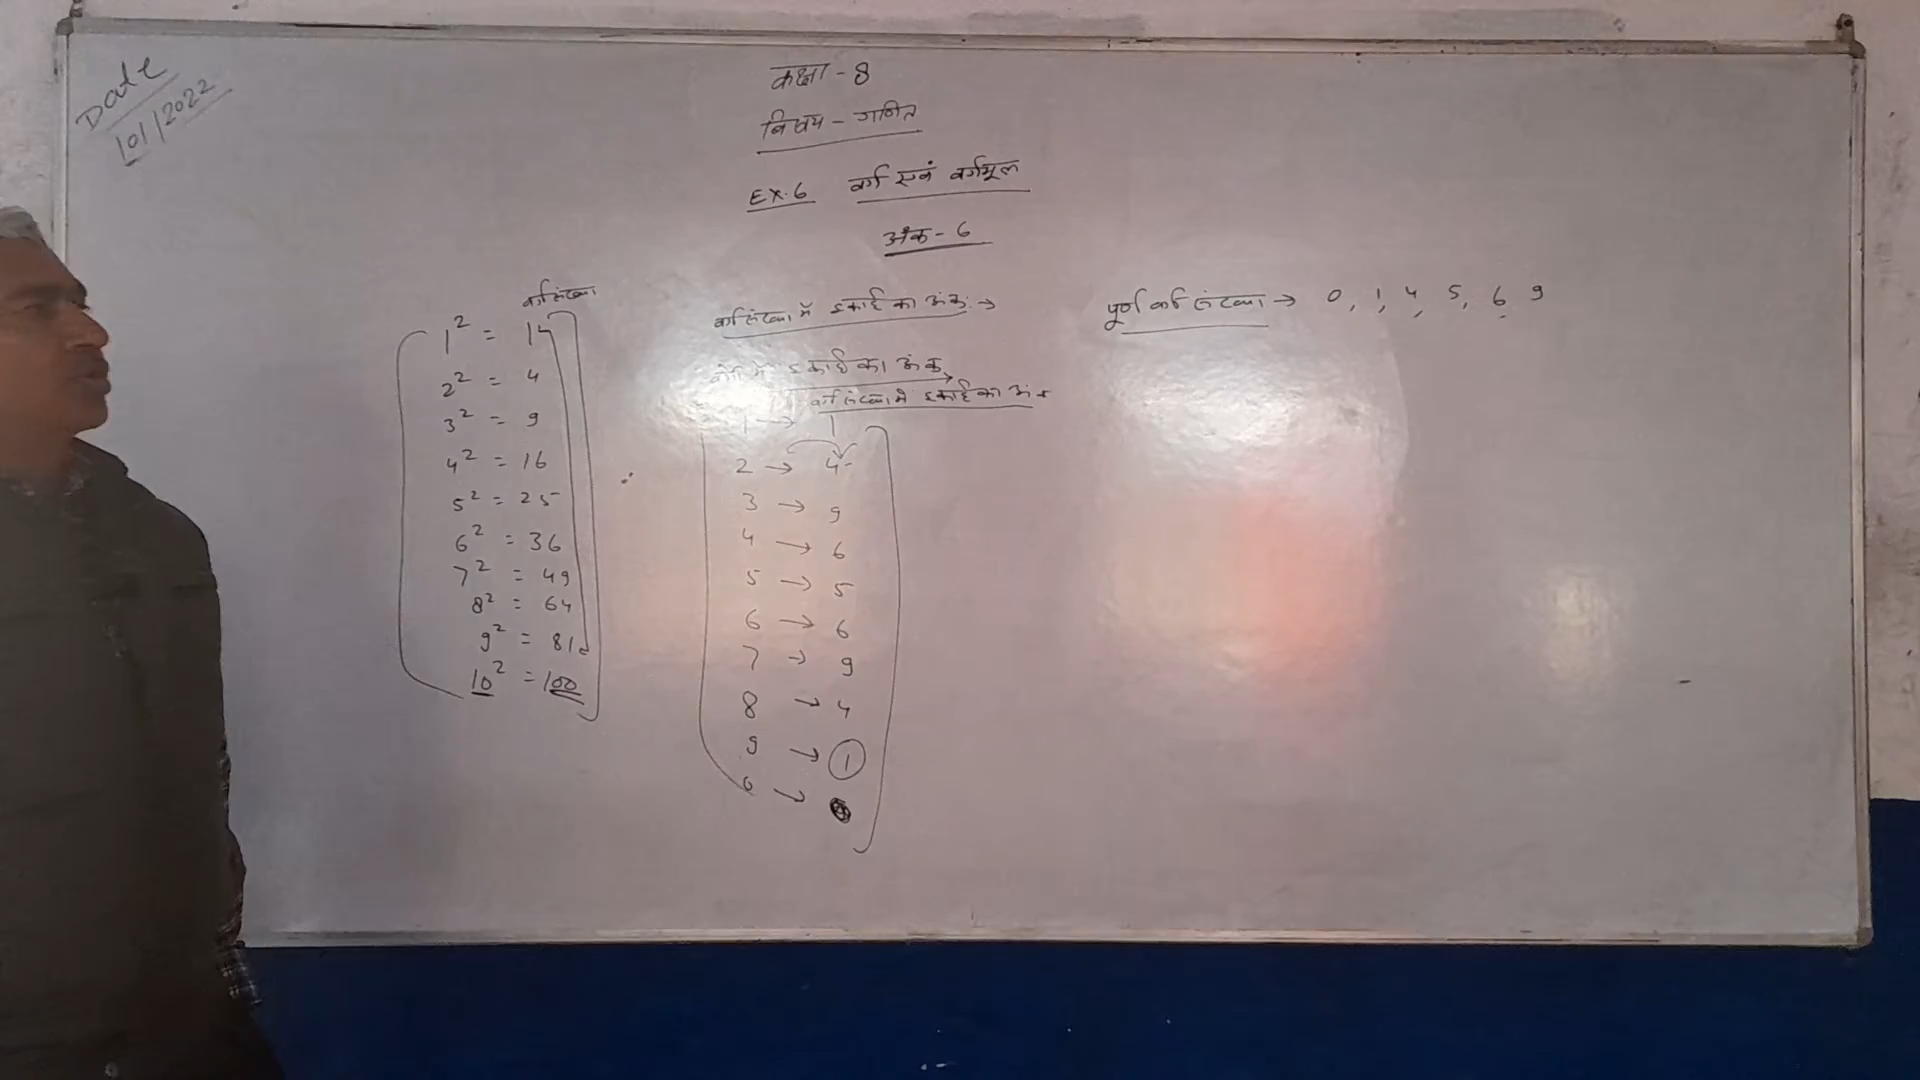 Date
101/2022
कक्षा - 8
विषय - गणित
EX.6 वर्ग एवं वर्गमूल
अंक - 6
वर्ग संख्या
1² = 1
2² = 4
3² = 9
4² = 16
5² = 25
6² = 36
7² = 49
8² = 64
9² = 81
10² = 100
वर्ग संख्या में इकाई का अंक →
इकाई का अंक
वर्ग संख्या में इकाई का अंक
1 → 1
2 → 4
3 → 9
4 → 6
5 → 5
6 → 6
7 → 9
8 → 4
9 → 1
0 →
पूर्ण वर्ग संख्या → 0, 1, 4, 5, 6, 9